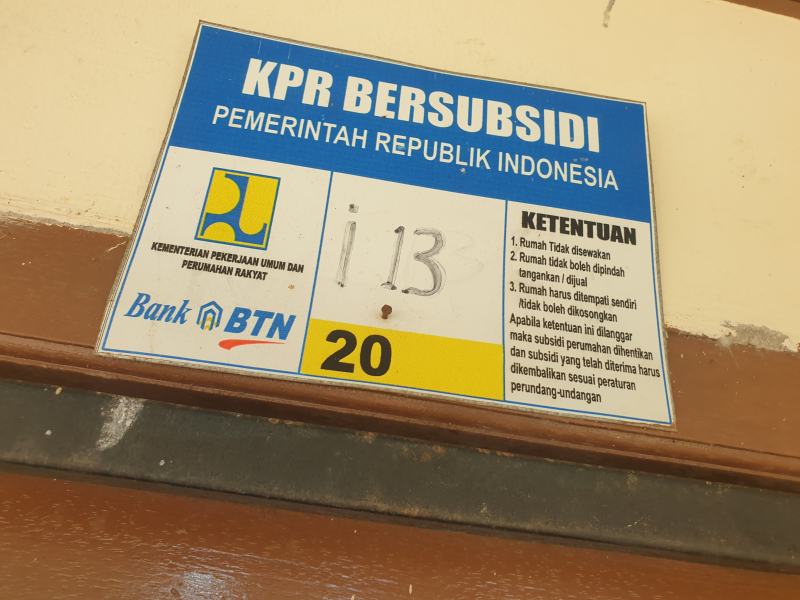 KPR BERSUBSIDI
PEMERINTAH REPUBLIK INDONESIA
KEMENTERIAN PEKERJAAN UMUM DAN
PERUMAHAN RAKYAT
Bank BTN
i 13
20
KETENTUAN
1. Rumah Tidak disewakan
2. Rumah tidak boleh dipindah
tangankan / dijual
3. Rumah harus ditempati sendiri
/tidak boleh dikosongkan
Apabila ketentuan ini dilanggar
maka subsidi perumahan dihentikan
dan subsidi yang telah diterima harus
dikembalikan sesuai peraturan
perundang-undangan